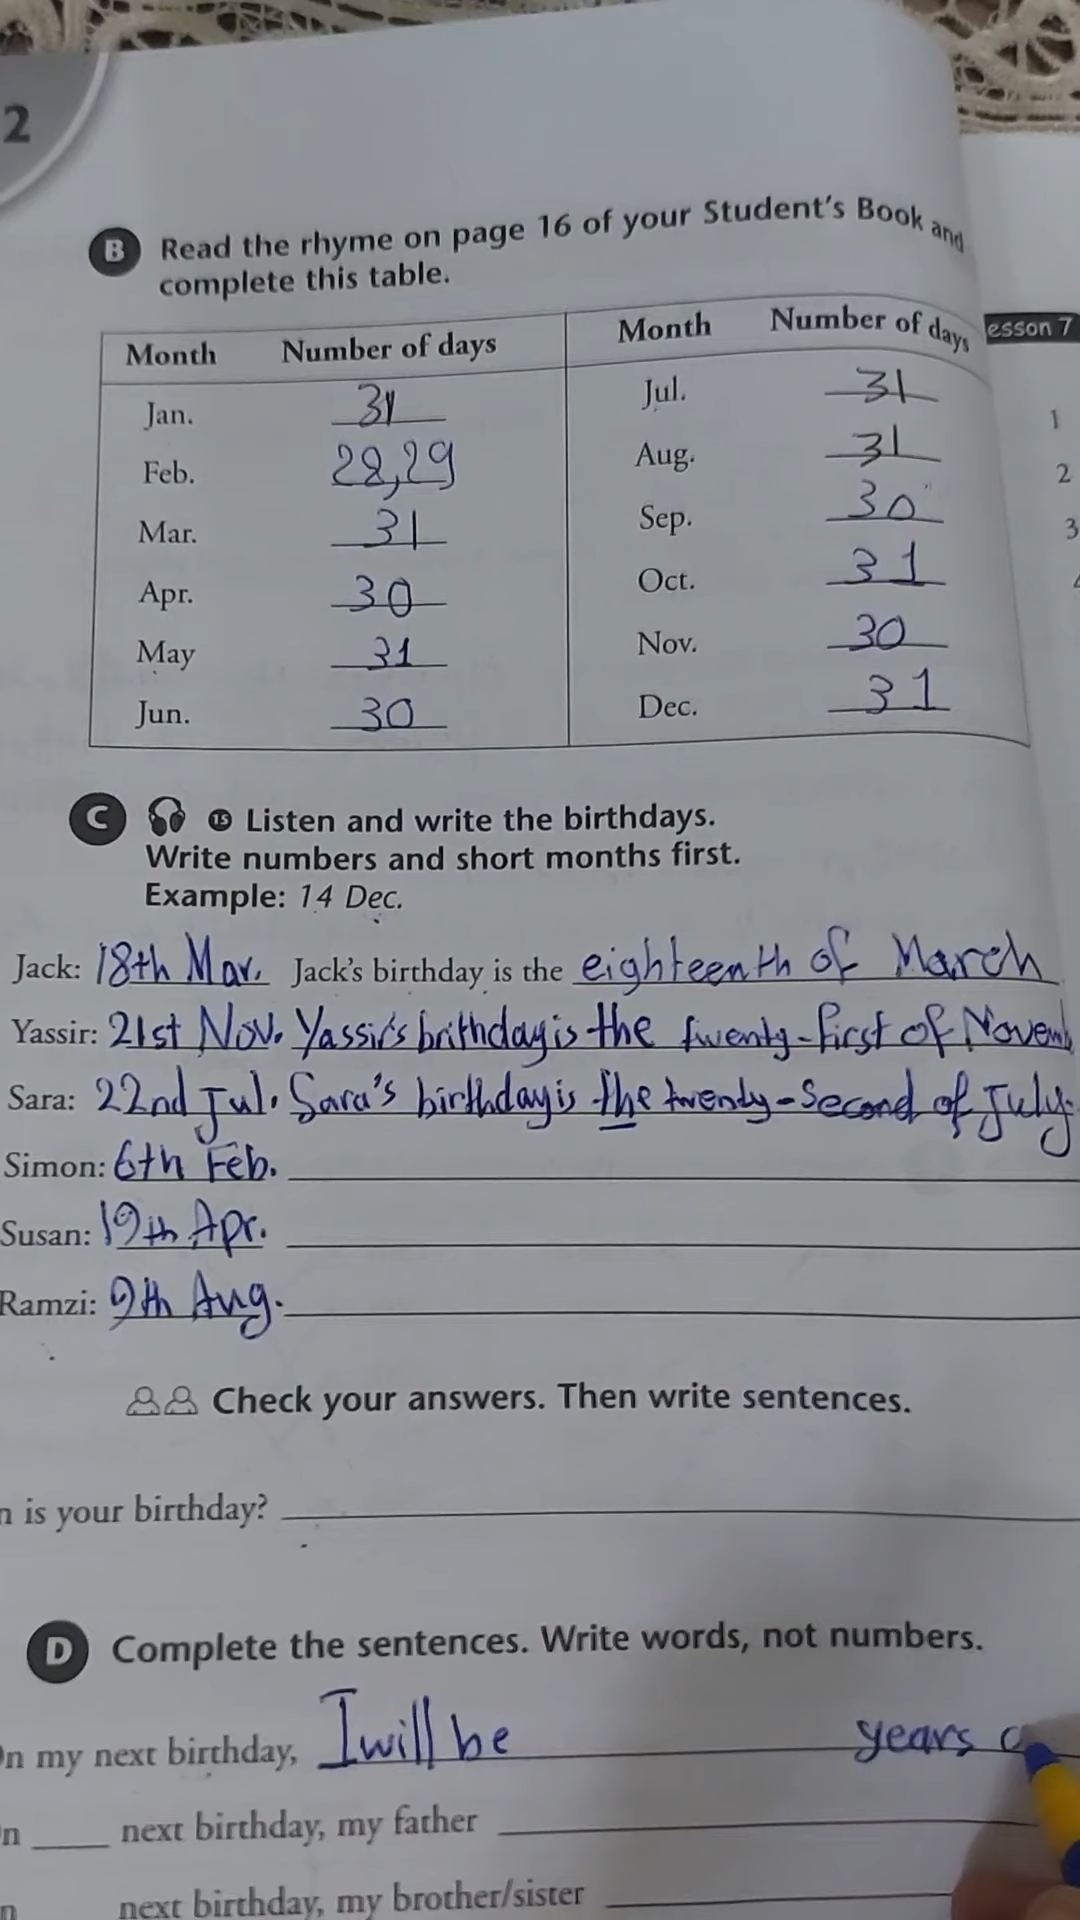 2
B Read the rhyme on page 16 of your Student's Book and
complete this table.
Month Number of days Month Number of days
esson 7
Jan. 31 Jul. 31
1
Feb. 28,29 Aug. 31
2
Mar. 31 Sep. 30
3
Apr. 30 Oct. 31
May 31 Nov. 30
Jun. 30 Dec. 31
C 15 Listen and write the birthdays.
Write numbers and short months first.
Example: 14 Dec.
Jack: 18th Mar. Jack's birthday is the eighteenth of March
Yassir: 21st Nov. Yassir's brithday is the twenty-first of Novem
Sara: 22nd Jul. Sara's birthday is the twenty-second of July.
Simon: 6th Feb.
Susan: 19th Apr.
Ramzi: 9th Aug.
Check your answers. Then write sentences.
n is your birthday?
D Complete the sentences. Write words, not numbers.
On my next birthday, I will be years o
n next birthday, my father
n next birthday, my brother/sister